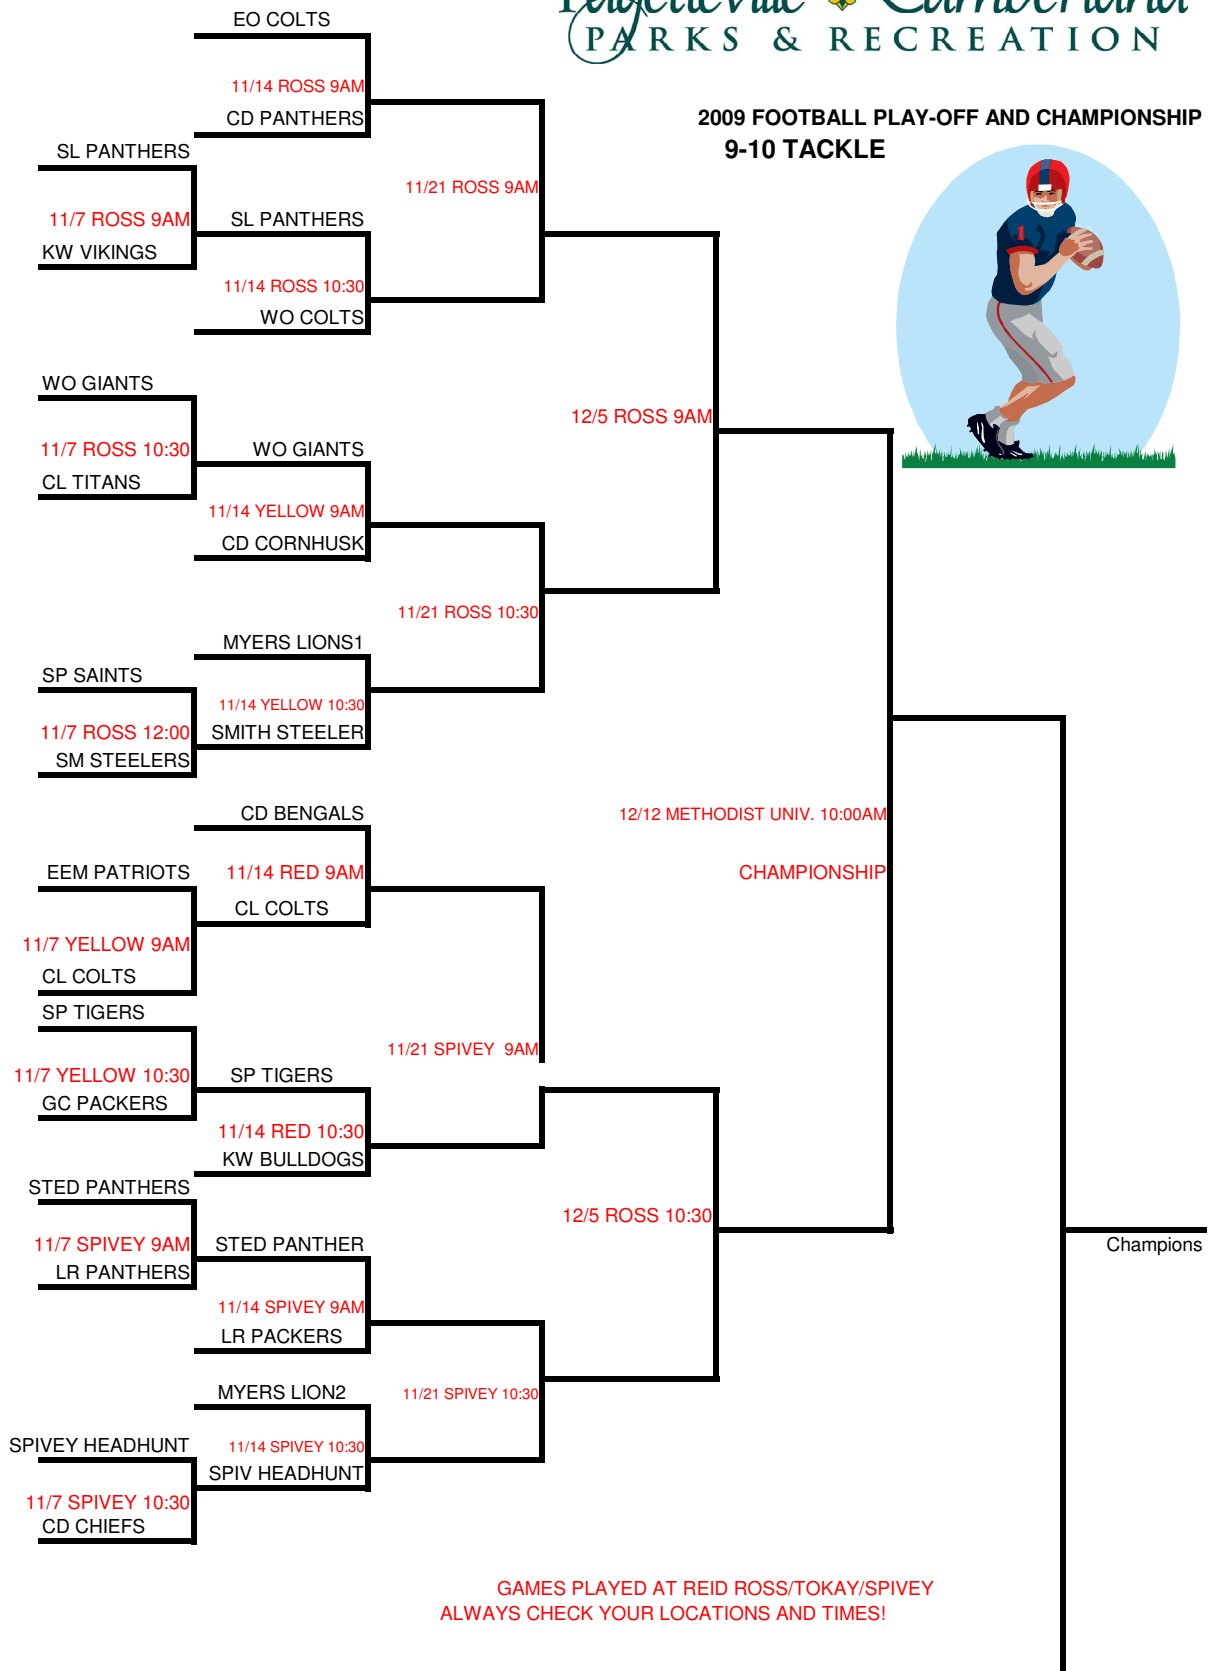 Fayetteville Cumberland
PARKS & RECREATION
2009 FOOTBALL PLAY-OFF AND CHAMPIONSHIP
9-10 TACKLE
EO COLTS
11/14 ROSS 9AM
CD PANTHERS
SL PANTHERS
11/7 ROSS 9AM
KW VIKINGS
11/21 ROSS 9AM
SL PANTHERS
11/14 ROSS 10:30
WO COLTS
1
WO GIANTS
11/7 ROSS 10:30
CL TITANS
12/5 ROSS 9AM
WO GIANTS
11/14 YELLOW 9AM
CD CORNHUSK
11/21 ROSS 10:30
MYERS LIONS1
SP SAINTS
11/14 YELLOW 10:30
11/7 ROSS 12:00
SMITH STEELER
SM STEELERS
CD BENGALS
12/12 METHODIST UNIV. 10:00AM
CHAMPIONSHIP
EEM PATRIOTS
11/14 RED 9AM
CL COLTS
11/7 YELLOW 9AM
CL COLTS
SP TIGERS
11/21 SPIVEY 9AM
11/7 YELLOW 10:30
SP TIGERS
GC PACKERS
11/14 RED 10:30
KW BULLDOGS
STED PANTHERS
12/5 ROSS 10:30
11/7 SPIVEY 9AM
STED PANTHER
Champions
LR PANTHERS
11/14 SPIVEY 9AM
LR PACKERS
MYERS LION2
11/21 SPIVEY 10:30
SPIVEY HEADHUNT
11/14 SPIVEY 10:30
SPIV HEADHUNT
11/7 SPIVEY 10:30
CD CHIEFS
GAMES PLAYED AT REID ROSS/TOKAY/SPIVEY
ALWAYS CHECK YOUR LOCATIONS AND TIMES!